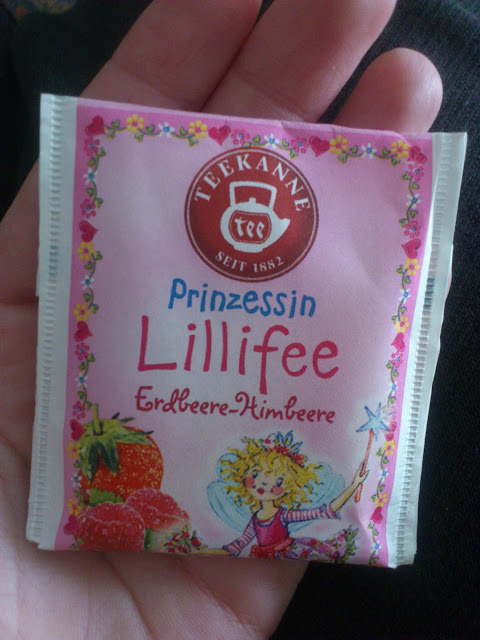 TEEKANNE
tee
SEIT 1882
Prinzessin
Lillifee
Erdbeere-Himbeere